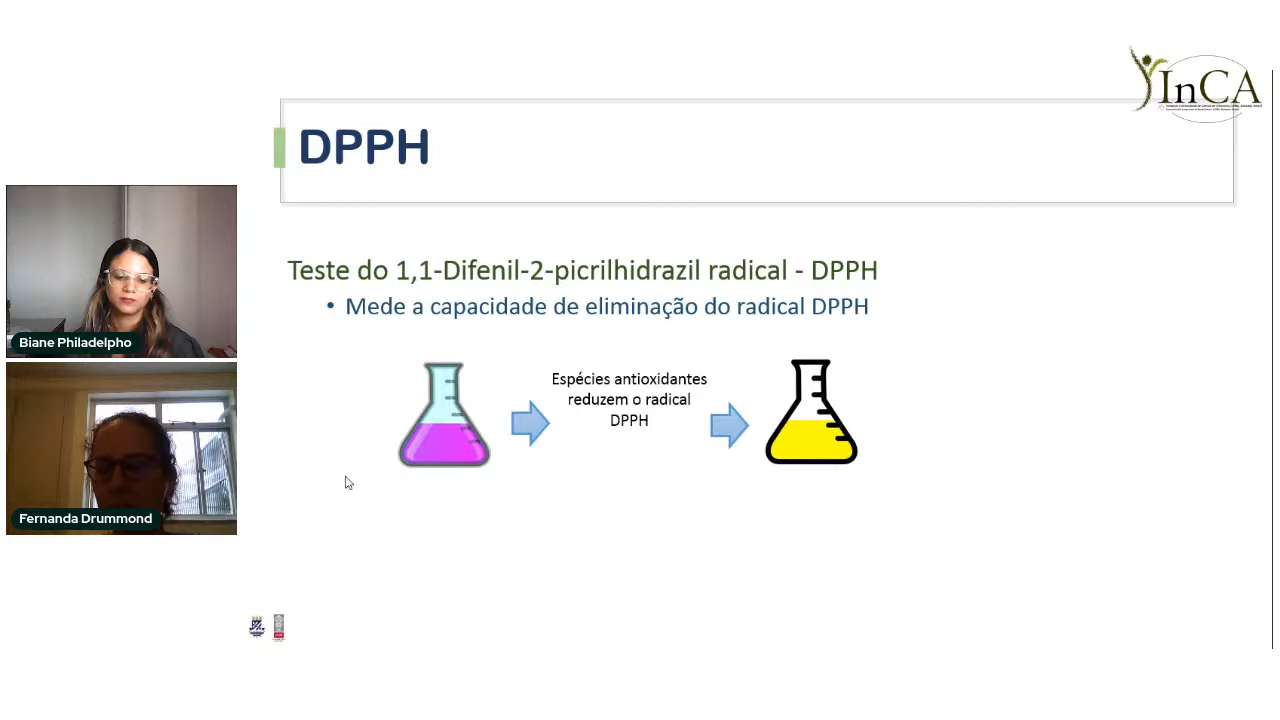 InCA
DPPH
Teste do 1,1-Difenil-2-picrilhidrazil radical - DPPH
• Mede a capacidade de eliminação do radical DPPH
Espécies antioxidantes
reduzem o radical
DPPH
Biane Philadelpho
Fernanda Drummond